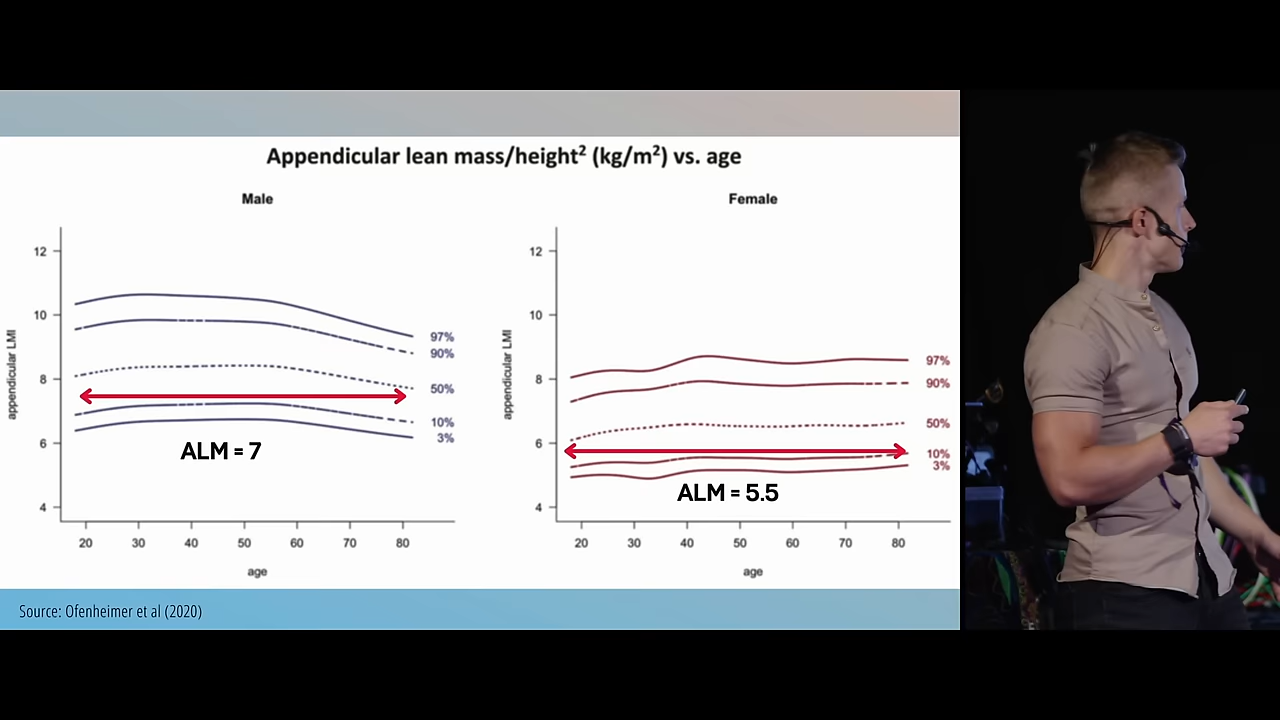 Appendicular lean mass/height² (kg/m²) vs. age
Male
appendicular LMI
12
10
8
6
4
97%
90%
50%
10%
3%
ALM = 7
20 30 40 50 60 70 80
age
Female
appendicular LMI
12
10
8
6
4
97%
90%
50%
10%
3%
ALM = 5.5
20 30 40 50 60 70 80
age
Source: Ofenheimer et al (2020)